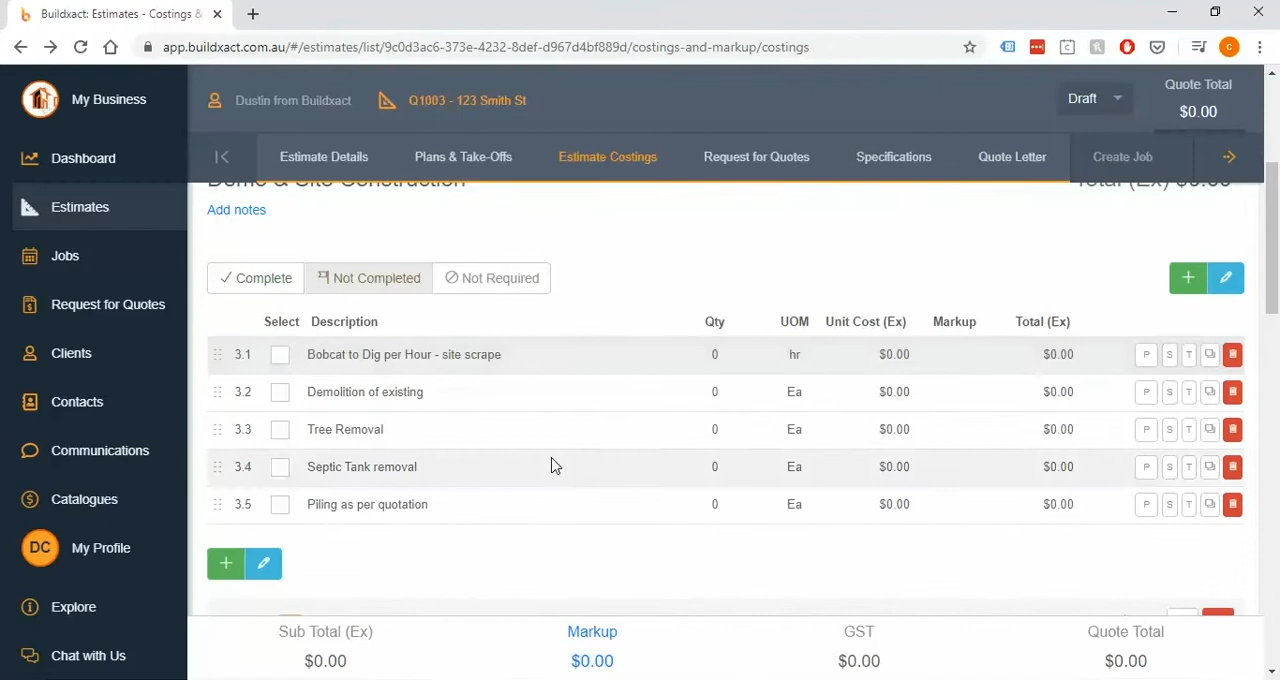 Buildxact: Estimates - Costings &
app.buildxact.com.au/#/estimates/list/9c0d3ac6-373e-4232-8def-d967d4bf889d/costings-and-markup/costings
C
My Business
Dustin from Buildxact
Q1003 - 123 Smith St
Draft
Quote Total
$0.00
Dashboard
Estimate Details
Plans & Take-Offs
Estimate Costings
Request for Quotes
Specifications
Quote Letter
Create Job
Estimates
Demo & Site Construction
Total (Ex) $0.00
Add notes
Jobs
Complete
Not Completed
Not Required
Request for Quotes
Select Description Qty UOM Unit Cost (Ex) Markup Total (Ex)
Clients
3.1 Bobcat to Dig per Hour - site scrape 0 hr $0.00 $0.00 P S T
3.2 Demolition of existing 0 Ea $0.00 $0.00 P S T
Contacts
3.3 Tree Removal 0 Ea $0.00 $0.00 P S T
Communications
3.4 Septic Tank removal 0 Ea $0.00 $0.00 P S T
Catalogues
3.5 Piling as per quotation 0 Ea $0.00 $0.00 P S T
DC
My Profile
Explore
Chat with Us
Sub Total (Ex) Markup GST Quote Total
$0.00 $0.00 $0.00 $0.00